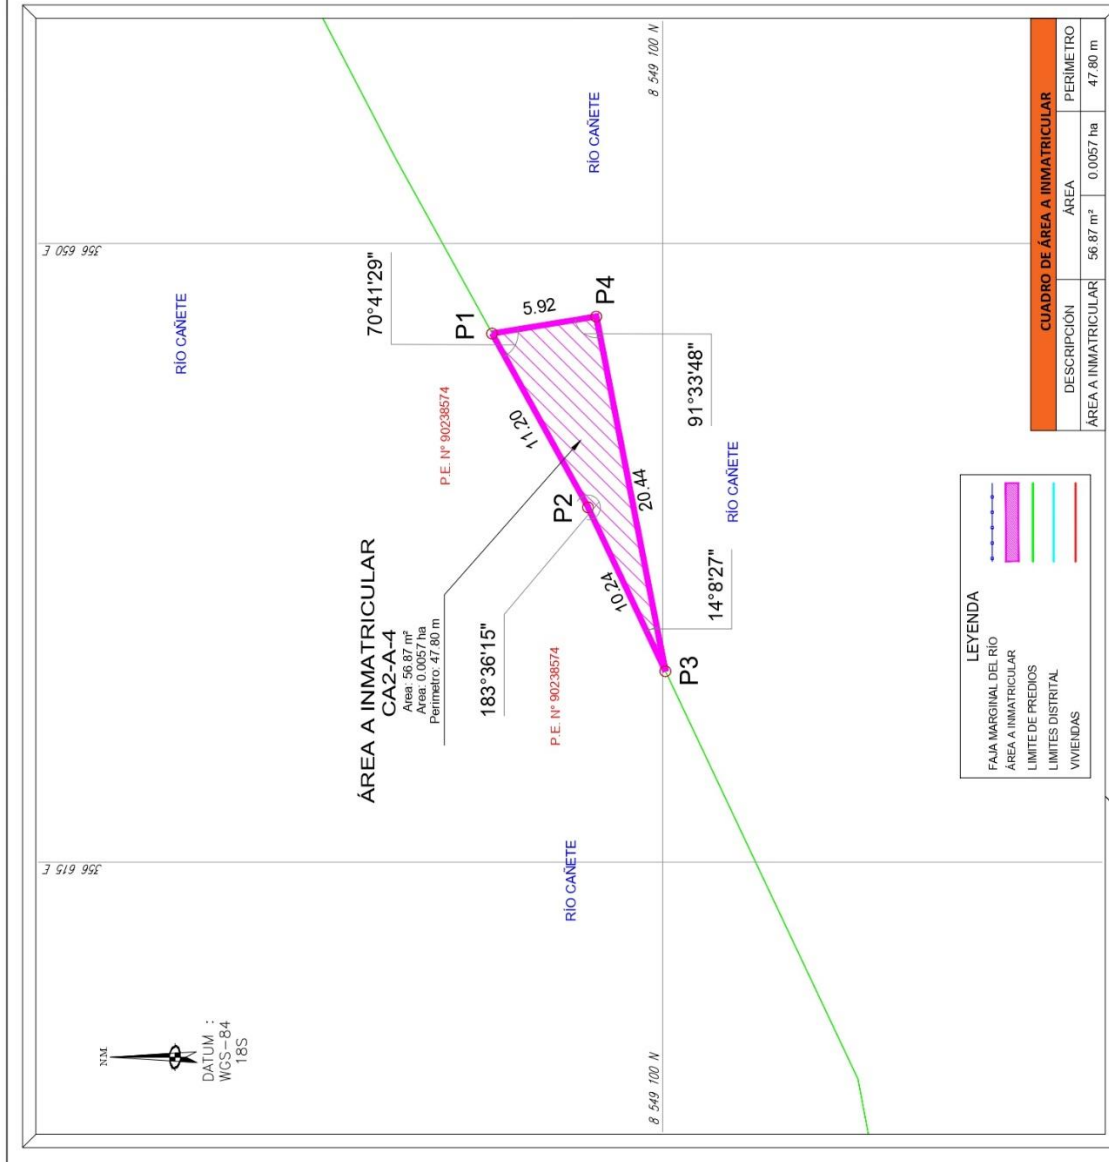 NM.
DATUM :
WGS-84
18S
356 615 E
356 650 E
8 549 100 N
8 549 100 N
RÍO CAÑETE
RÍO CAÑETE
RÍO CAÑETE
RÍO CAÑETE
ÁREA A INMATRICULAR
CA2-A-4
Area: 56.87 m²
Area: 0.0057 ha
Perimetro: 47.80 m
P.E. N° 90238574
P.E. N° 90238574
70°41'29"
183°36'15"
14°8'27"
91°33'48"
P1
P2
P3
P4
11.20
10.24
20.44
5.92
LEYENDA
FAJA MARGINAL DEL RÍO
ÁREA A INMATRICULAR
LIMITE DE PREDIOS
LIMITES DISTRITAL
VIVIENDAS
CUADRO DE ÁREA A INMATRICULAR
DESCRIPCIÓN ÁREA PERÍMETRO
ÁREA A INMATRICULAR 56.87 m² 0.0057 ha 47.80 m